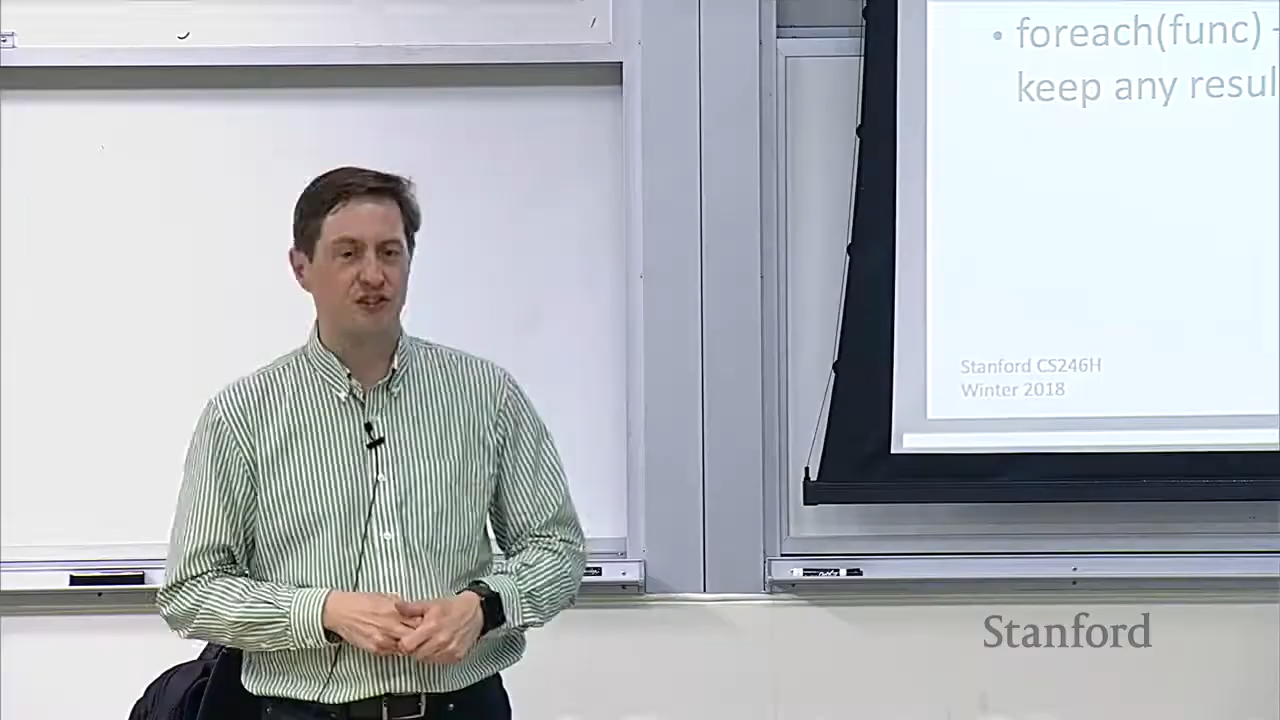 • foreach(func) -
keep any resul
Stanford CS246H
Winter 2018
Stanford